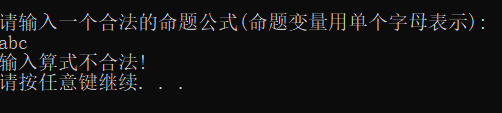 请输入一个合法的命题公式(命题变量用单个字母表示):
abc
输入算式不合法!
请按任意键继续. . .